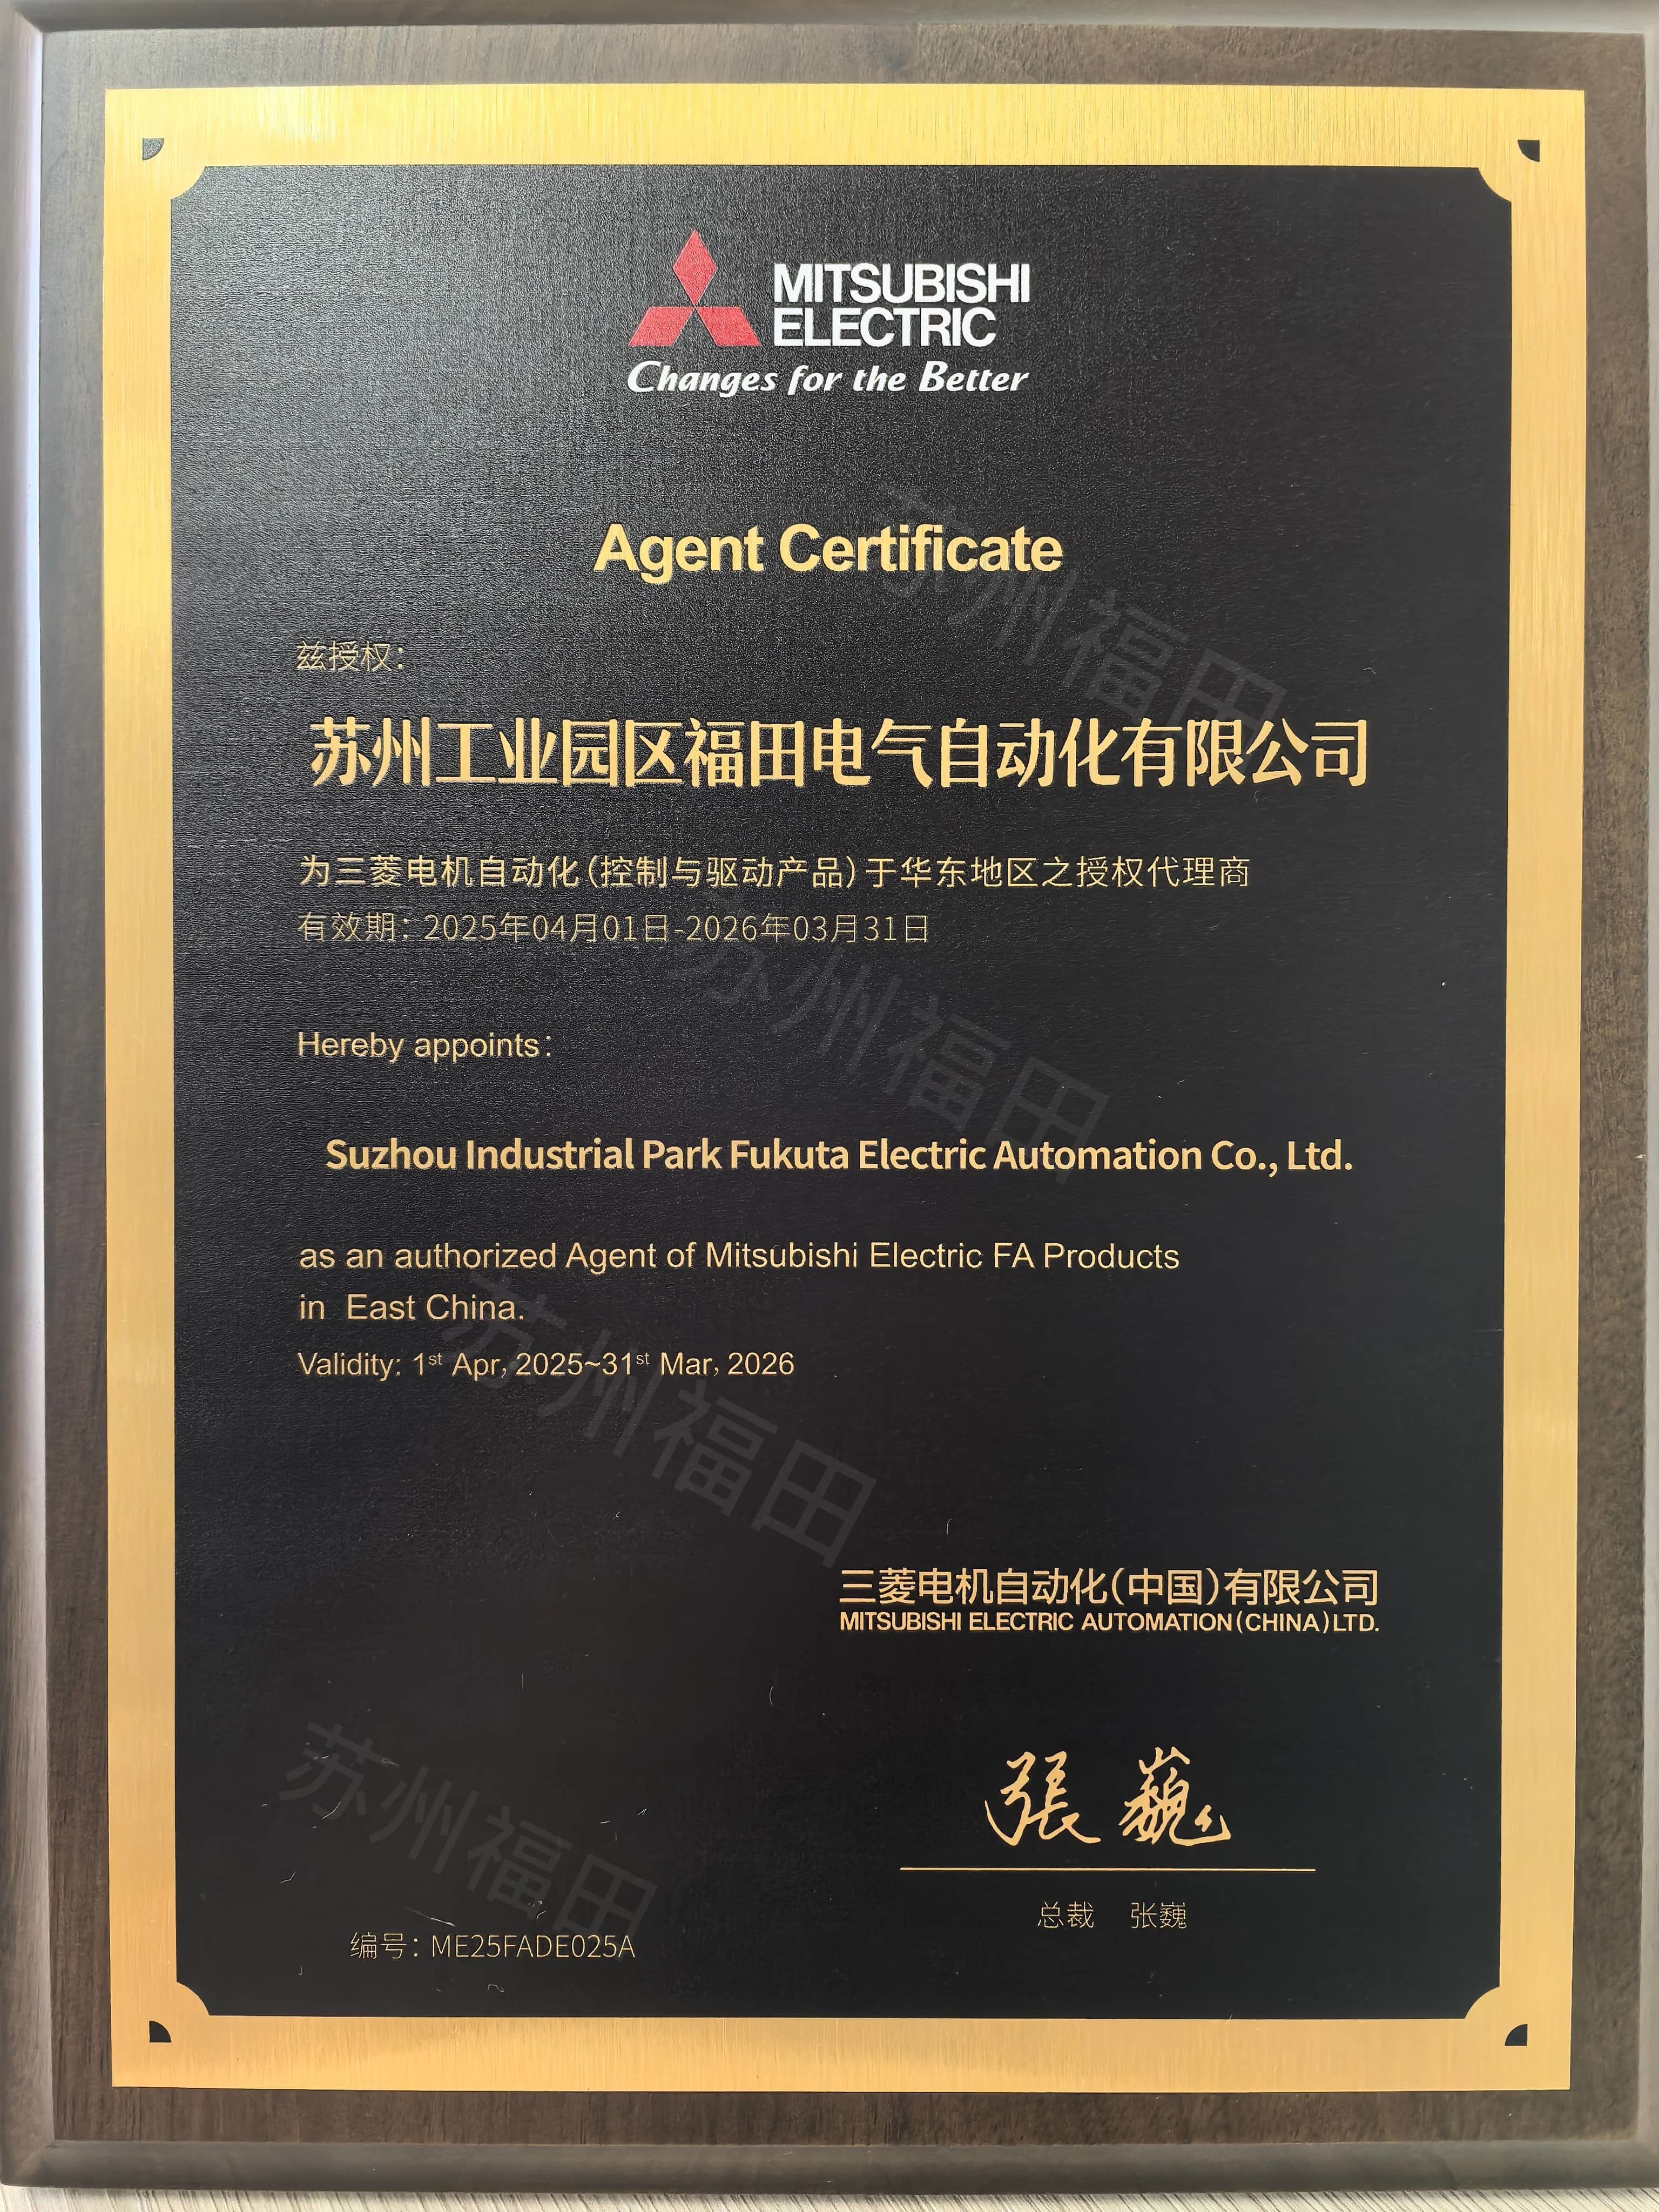 MITSUBISHI
ELECTRIC
Changes for the Better
Agent Certificate
兹授权：
苏州工业园区福田电气自动化有限公司
为三菱电机自动化（控制与驱动产品）于华东地区之授权代理商
有效期：2025年04月01日-2026年03月31日
Hereby appoints：
Suzhou Industrial Park Fukuta Electric Automation Co., Ltd.
as an authorized Agent of Mitsubishi Electric FA Products
in East China.
Validity: 1st Apr, 2025~31st Mar, 2026
三菱电机自动化（中国）有限公司
MITSUBISHI ELECTRIC AUTOMATION (CHINA) LTD.
張巍
总裁 张巍
编号：ME25FADE025A
苏州福田
苏州福田
苏州福田
苏州福田